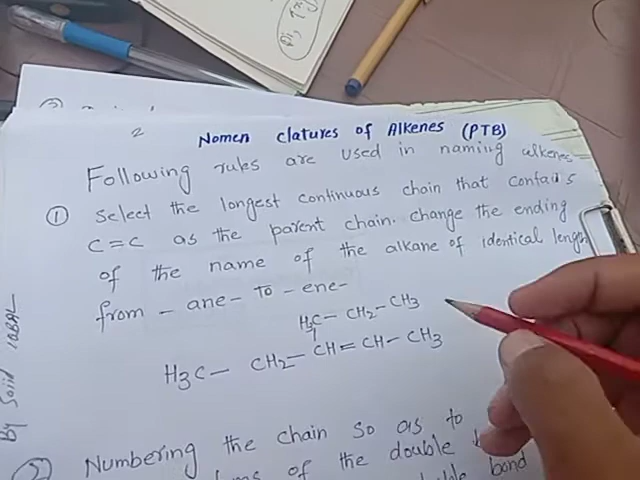 2
Nomen clatures of Alkenes (PTB)
Following rules are used in naming alkenes
① Select the longest continuous chain that contais
C=C as the parent chain. change the ending
of the name of the alkane of identical length
from - ane - To - ene -
H₂C - CH₂ - CH₃
H₃C - CH₂ - CH = CH - CH₃
② Numbering the chain so as to
of the double
bond
By Sajid IQBAL